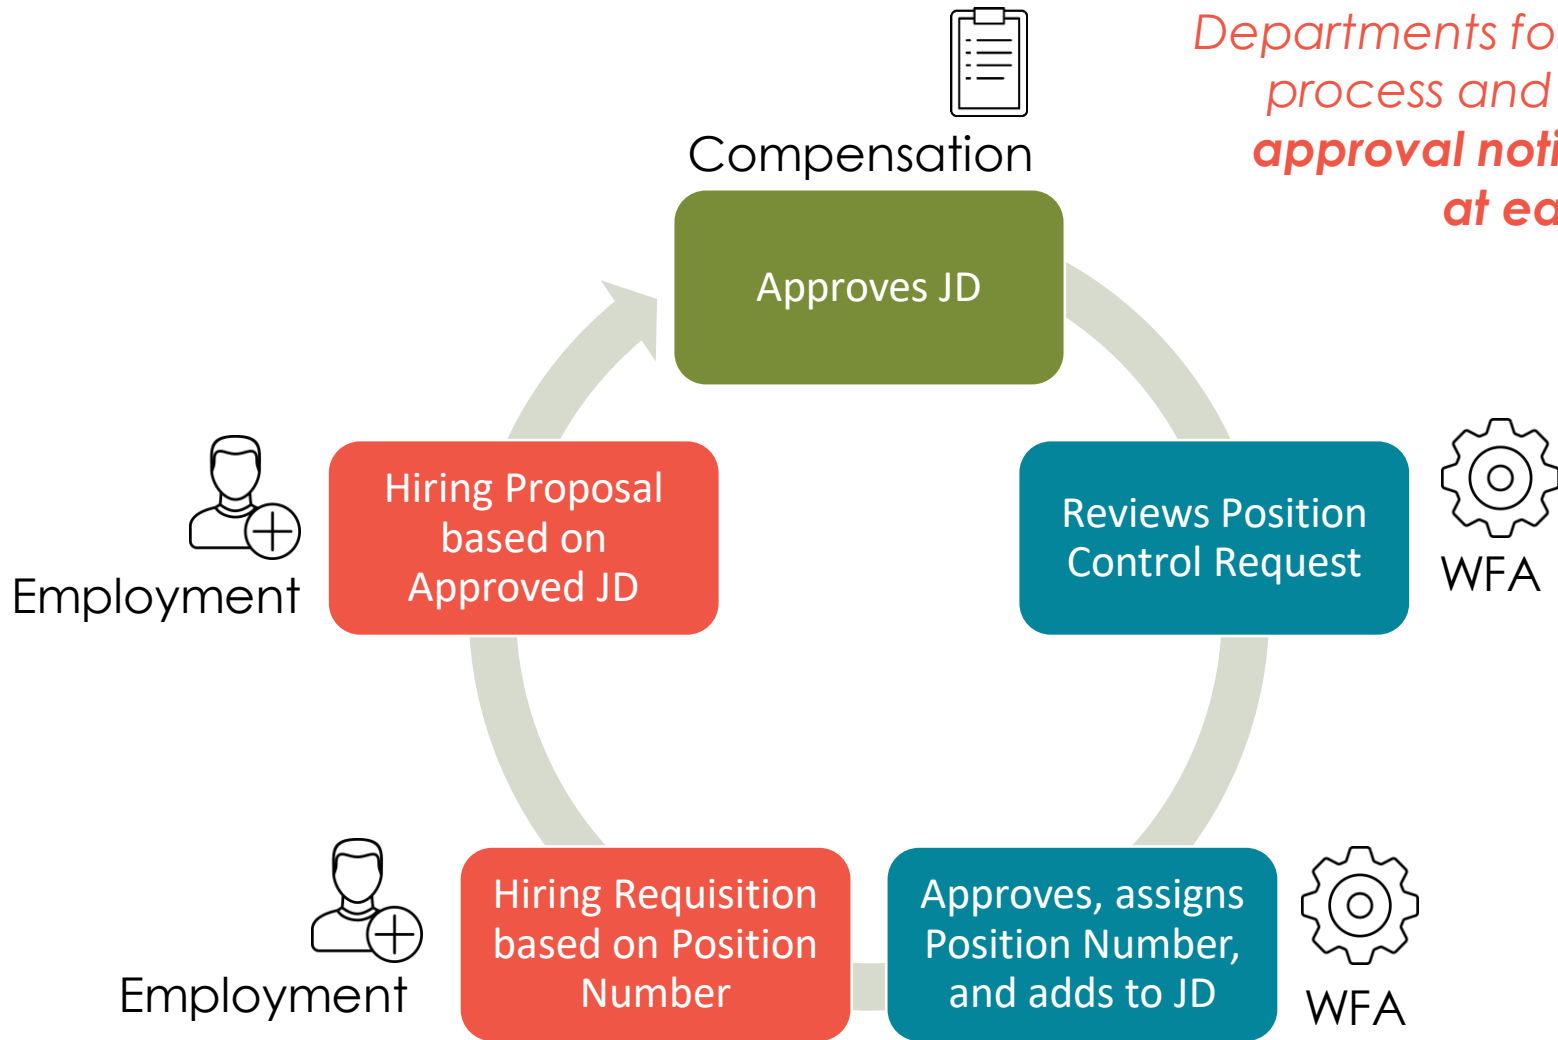 Departments fo
process and
approval noti
at ea
Compensation
Approves JD
Reviews Position
Control Request
WFA
Approves, assigns
Position Number,
and adds to JD
WFA
Hiring Requisition
based on Position
Number
Employment
Hiring Proposal
based on
Approved JD
Employment